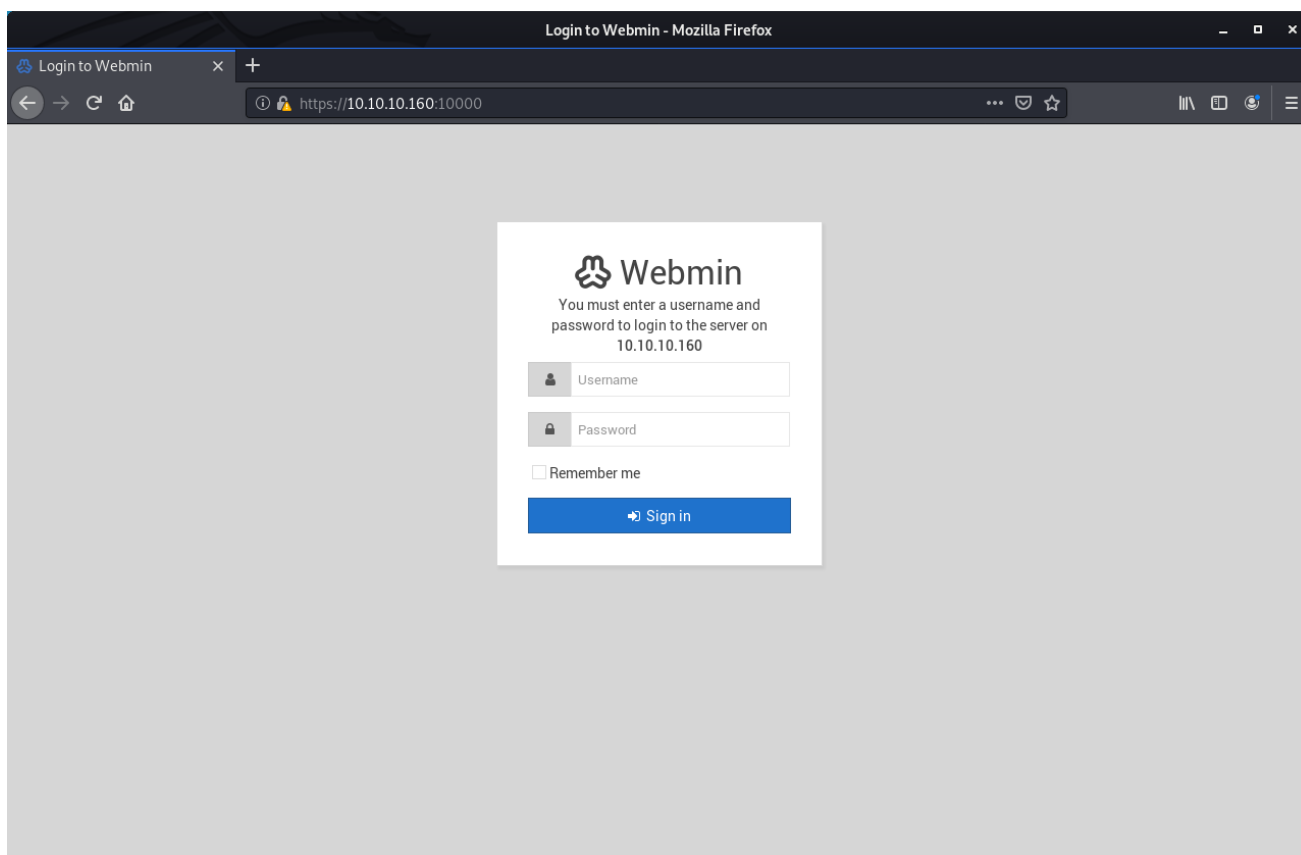 Login to Webmin - Mozilla Firefox
Login to Webmin
https://10.10.10.160:10000
Webmin
You must enter a username and
password to login to the server on
10.10.10.160
Username
Password
Remember me
Sign in